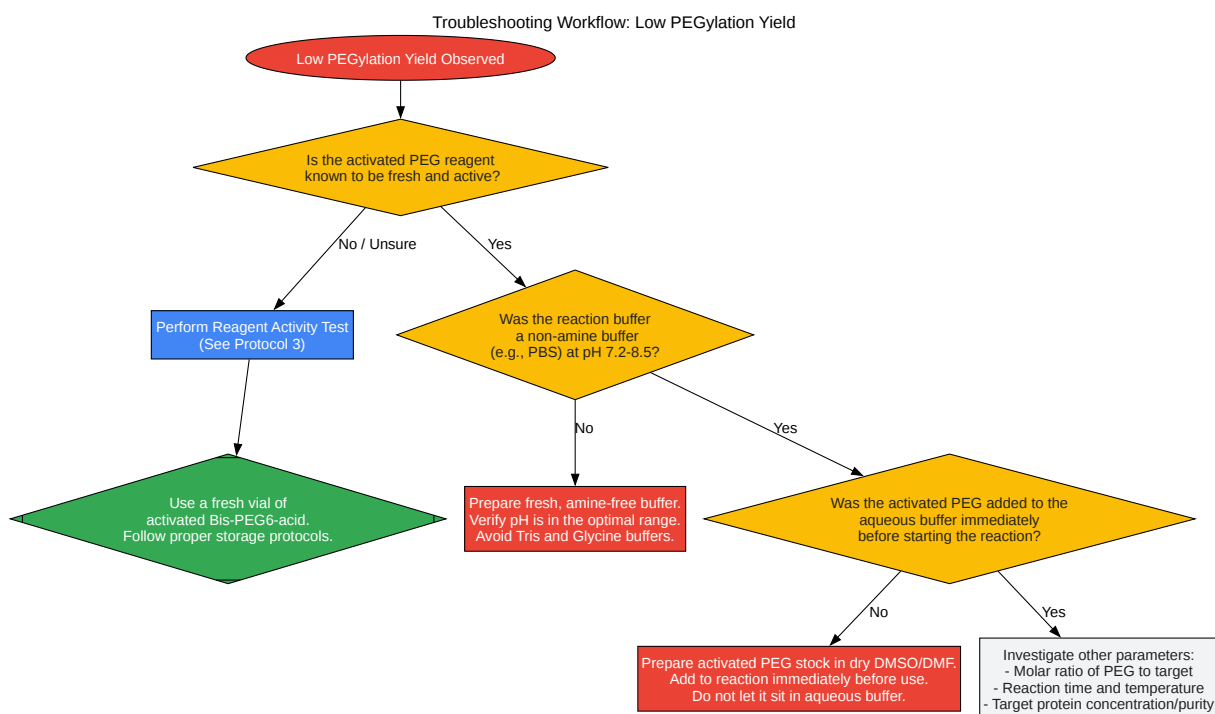 Troubleshooting Workflow: Low PEGylation Yield
Low PEGylation Yield Observed
Is the activated PEG reagent
known to be fresh and active?
No / Unsure
Yes
Perform Reagent Activity Test
(See Protocol 3)
Was the reaction buffer
a non-amine buffer
(e.g., PBS) at pH 7.2-8.5?
No
Yes
Use a fresh vial of
activated Bis-PEG6-acid.
Follow proper storage protocols.
Prepare fresh, amine-free buffer.
Verify pH is in the optimal range.
Avoid Tris and Glycine buffers.
Was the activated PEG added to the
aqueous buffer immediately
before starting the reaction?
No
Yes
Prepare activated PEG stock in dry DMSO/DMF.
Add to reaction immediately before use.
Do not let it sit in aqueous buffer.
Investigate other parameters:
- Molar ratio of PEG to target
- Reaction time and temperature
- Target protein concentration/purity